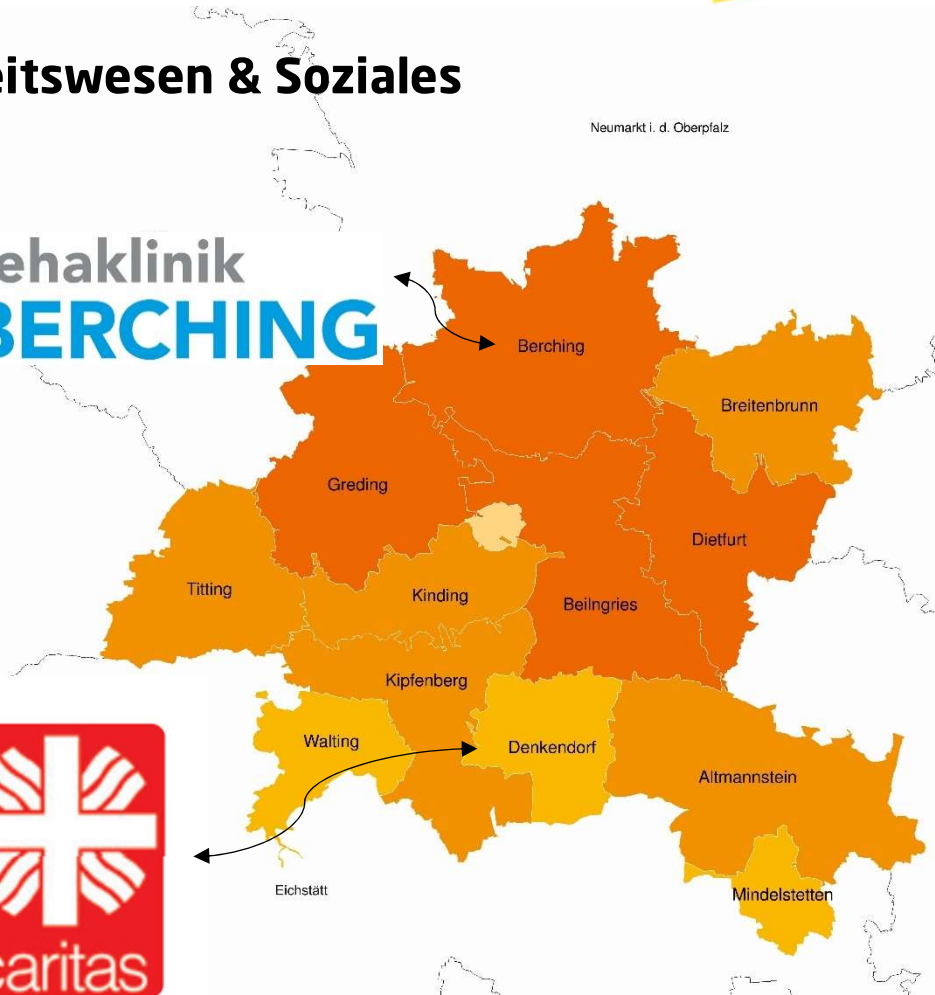 eitswesen & Soziales
Neumarkt i. d. Oberpfalz
ehaklinik
BERCHING
Berching
Breitenbrunn
Greding
Dietfurt
Titting
Kinding
Beilngries
Kipfenberg
Walting
Denkendorf
Altmannstein
Eichstätt
Mindelstetten
caritas